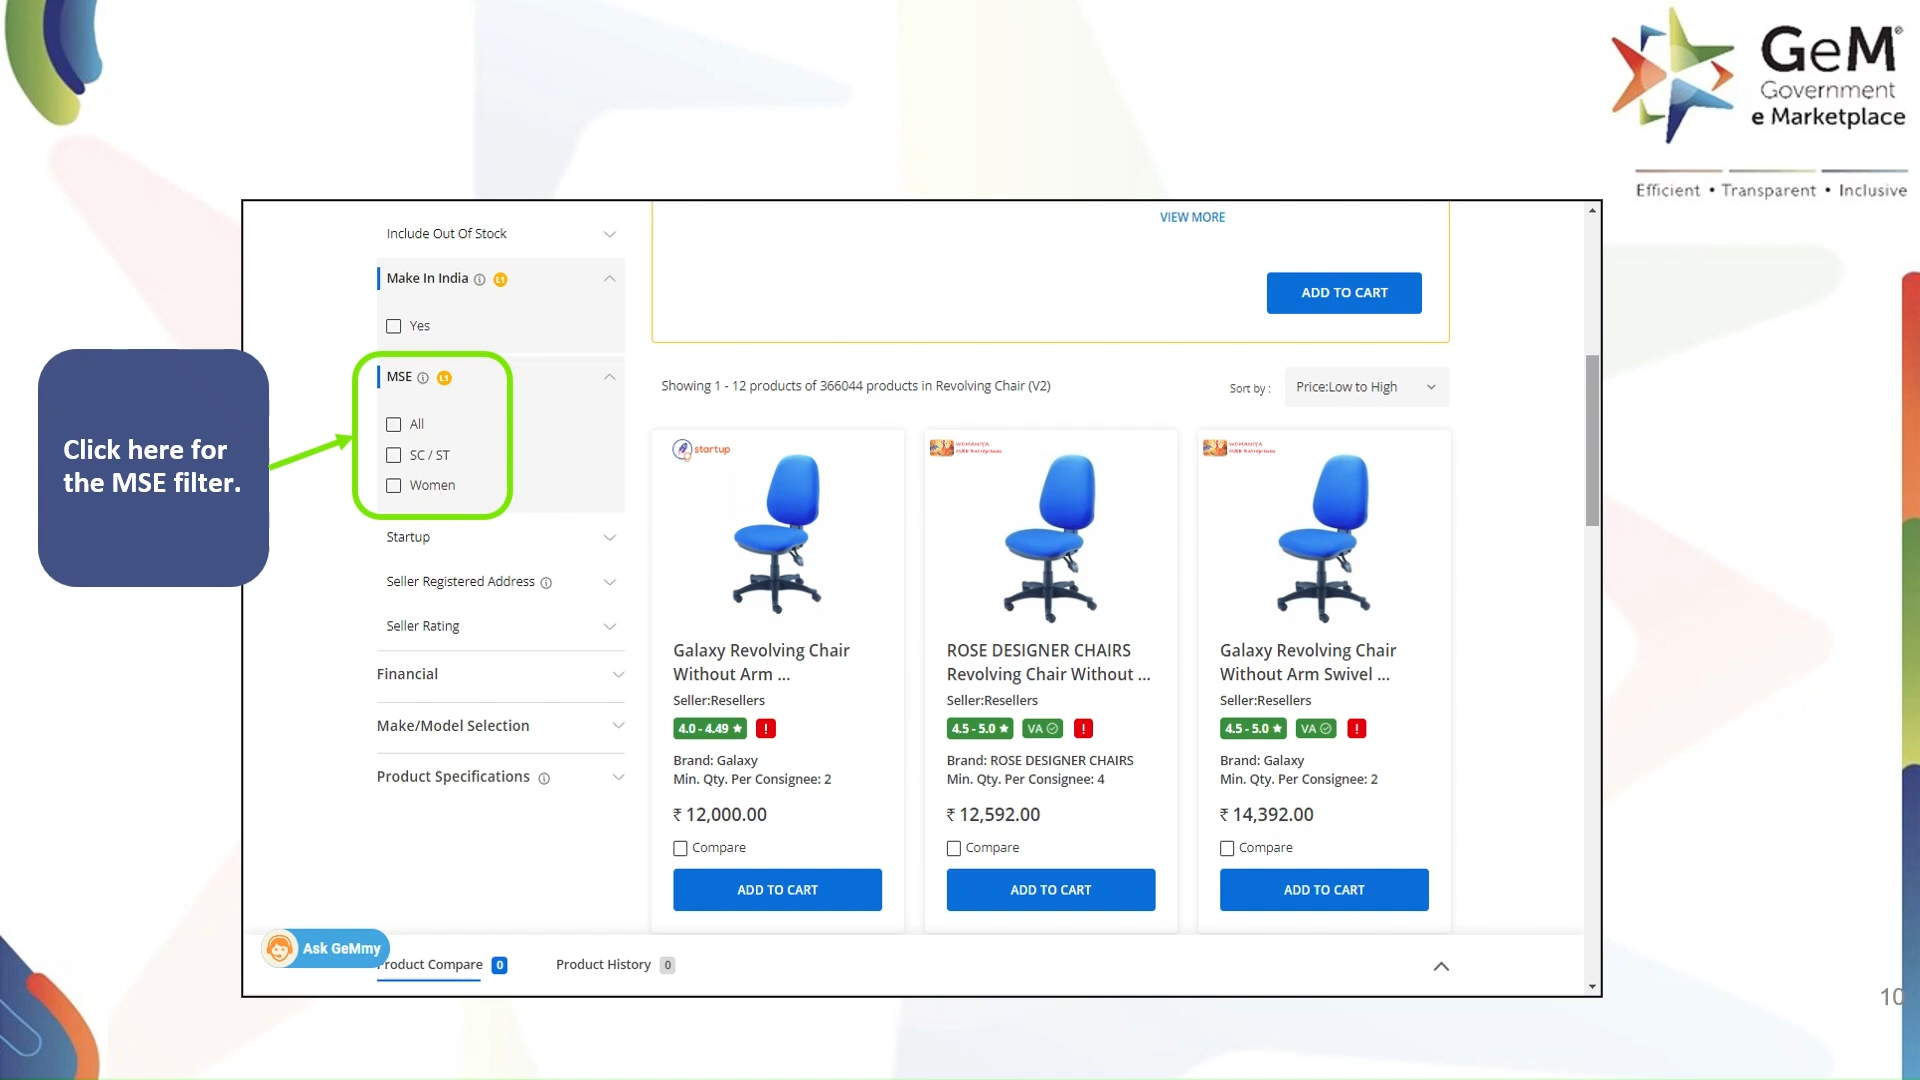 GeM
Government
e Marketplace
Efficient • Transparent • Inclusive
VIEW MORE
Include Out Of Stock
Make In India
L1
ADD TO CART
Yes
Click here for
the MSE filter.
MSE
L1
All
SC / ST
Women
Startup
Seller Registered Address
Seller Rating
Financial
Make/Model Selection
Product Specifications
Showing 1 - 12 products of 366044 products in Revolving Chair (V2)
Sort by :
Price:Low to High
startup
Galaxy Revolving Chair
Without Arm ...
Seller:Resellers
4.0 - 4.49 ★ !
Brand: Galaxy
Min. Qty. Per Consignee: 2
₹ 12,000.00
Compare
ADD TO CART
WOMANIYA
ROSE DESIGNER CHAIRS
Revolving Chair Without ...
Seller:Resellers
4.5 - 5.0 ★ VA !
Brand: ROSE DESIGNER CHAIRS
Min. Qty. Per Consignee: 4
₹ 12,592.00
Compare
ADD TO CART
WOMANIYA
Galaxy Revolving Chair
Without Arm Swivel ...
Seller:Resellers
4.5 - 5.0 ★ VA !
Brand: Galaxy
Min. Qty. Per Consignee: 2
₹ 14,392.00
Compare
ADD TO CART
Ask GeMmy
Product Compare 0
Product History 0
10